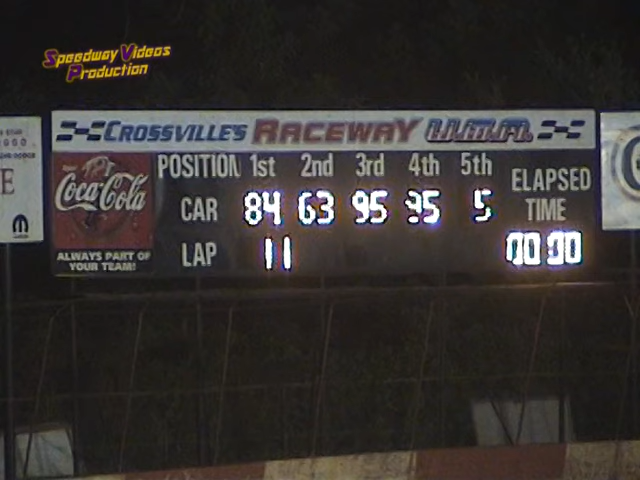 Speedway Videos
Production
CROSSVILLE'S RACEWAY U.M.P.
Coca-Cola
ALWAYS PART OF
YOUR TEAM!
POSITION 1st 2nd 3rd 4th 5th
CAR 84 63 95 95 5
LAP 11
ELAPSED
TIME
00:00
E